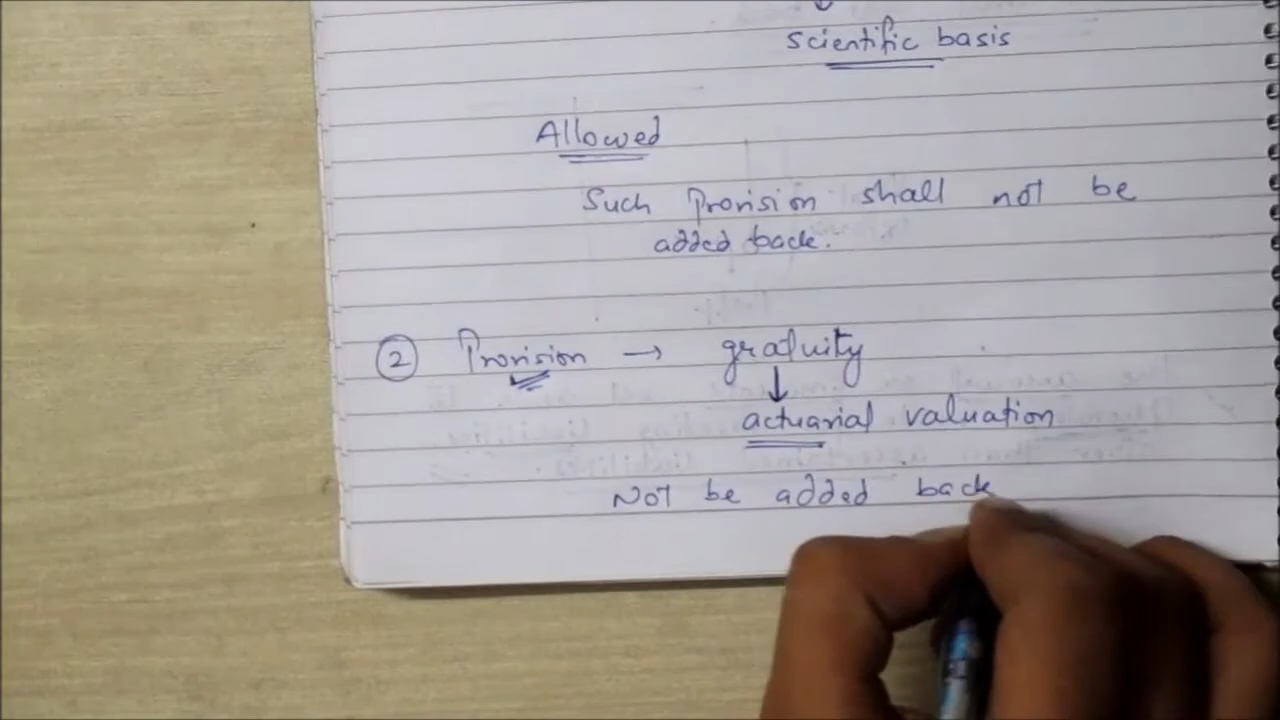 scientific basis
Allowed
Such Provision shall not be
added back.
② Provision → gratuity
↓
actuarial valuation
Not be added back